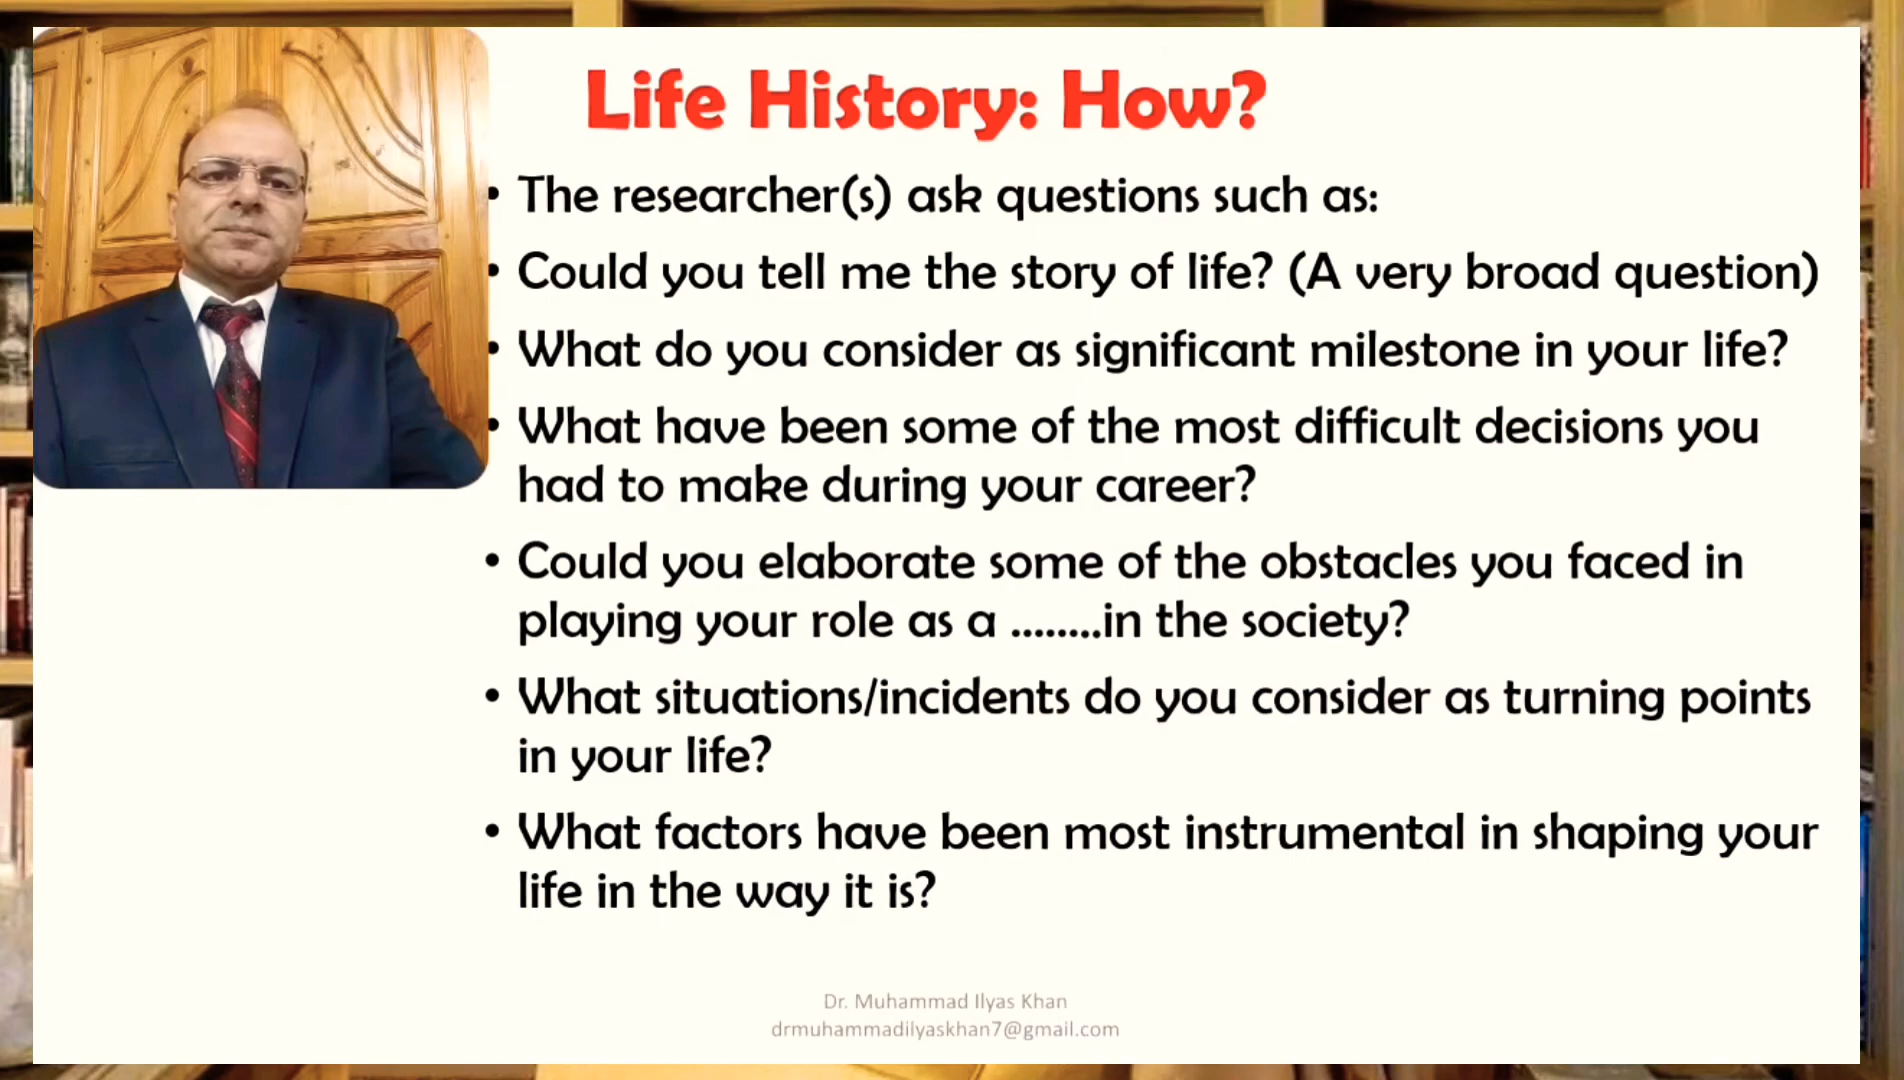 Life History: How?
• The researcher(s) ask questions such as:
• Could you tell me the story of life? (A very broad question)
• What do you consider as significant milestone in your life?
• What have been some of the most difficult decisions you
had to make during your career?
• Could you elaborate some of the obstacles you faced in
playing your role as a ........in the society?
• What situations/incidents do you consider as turning points
in your life?
• What factors have been most instrumental in shaping your
life in the way it is?
Dr. Muhammad Ilyas Khan
drmuhammadilyaskhan7@gmail.com